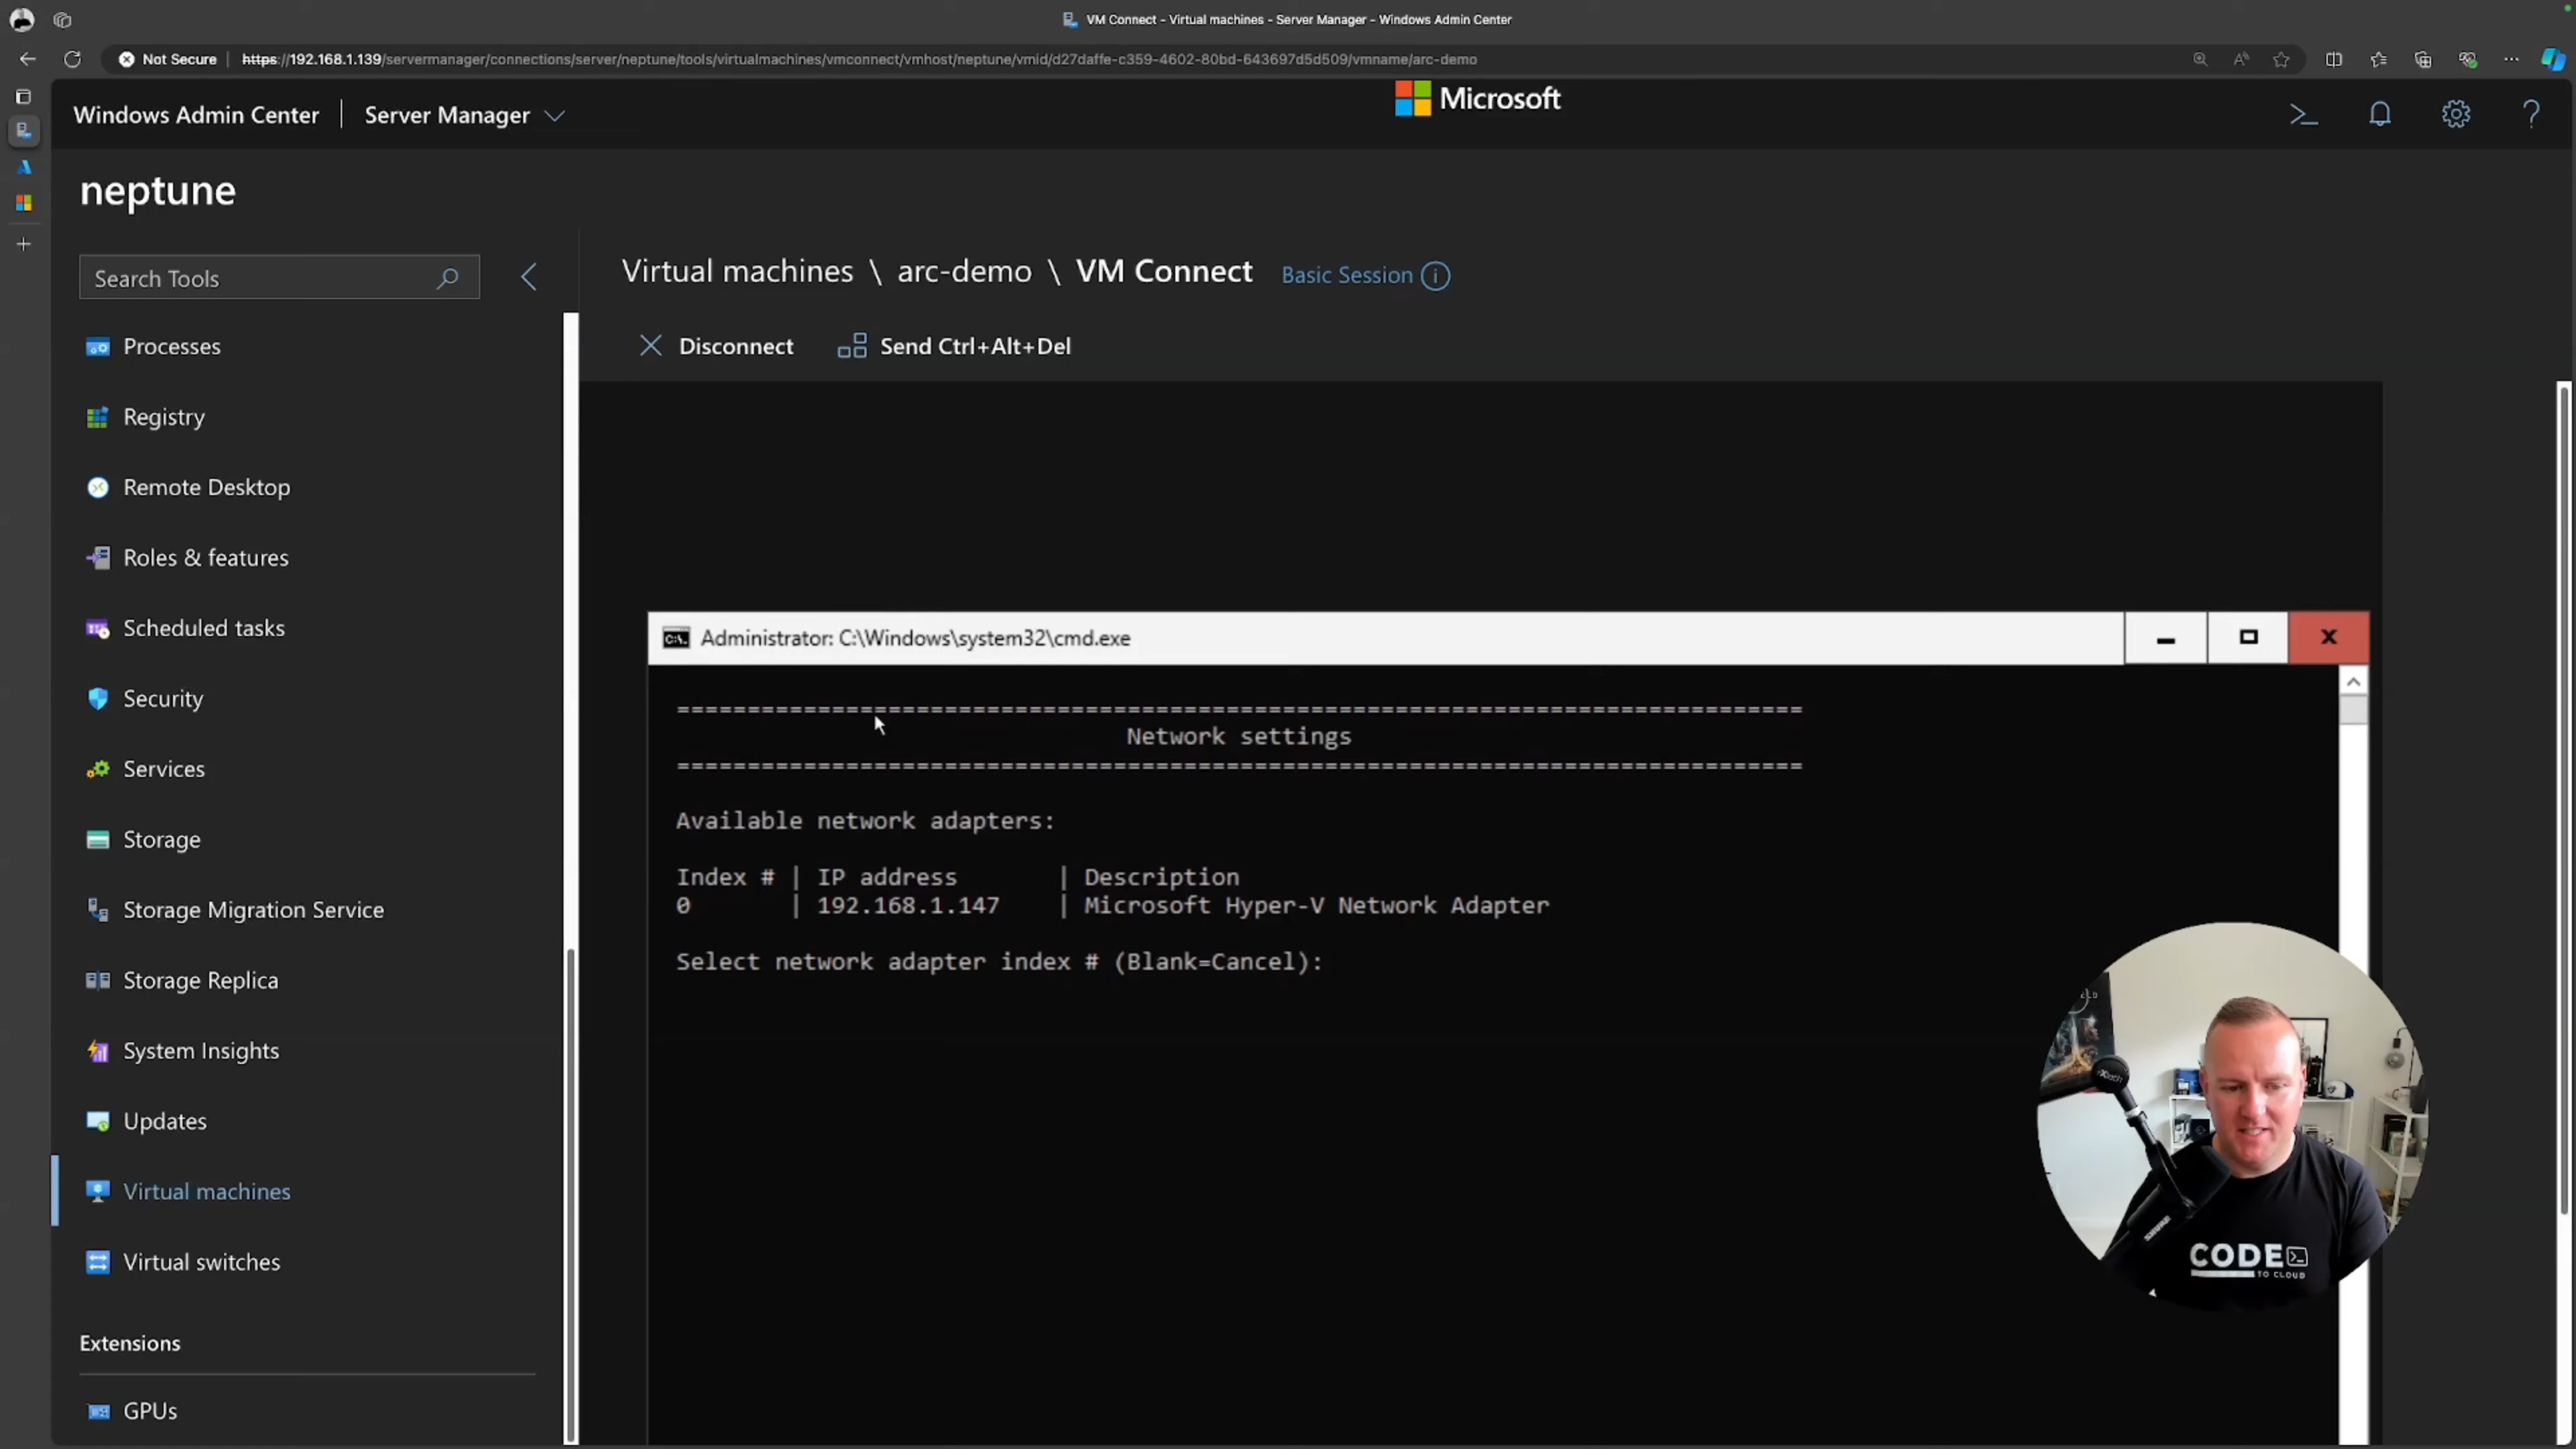 VM Connect - Virtual machines - Server Manager - Windows Admin Center
Not Secure
https://192.168.1.139/servermanager/connections/server/neptune/tools/virtualmachines/vmconnect/vmhost/neptune/vmid/d27daffe-c359-4602-80bd-643697d5d509/vmname/arc-demo
Windows Admin Center | Server Manager
Microsoft
neptune
Search Tools
Processes
Registry
Remote Desktop
Roles & features
Scheduled tasks
Security
Services
Storage
Storage Migration Service
Storage Replica
System Insights
Updates
Virtual machines
Virtual switches
Extensions
GPUs
Virtual machines \ arc-demo \ VM Connect Basic Session
Disconnect Send Ctrl+Alt+Del
Administrator: C:\Windows\system32\cmd.exe
================================================================================
Network settings
================================================================================
Available network adapters:
Index # | IP address | Description
0 | 192.168.1.147 | Microsoft Hyper-V Network Adapter
Select network adapter index # (Blank=Cancel):
CODE
TO CLOUD